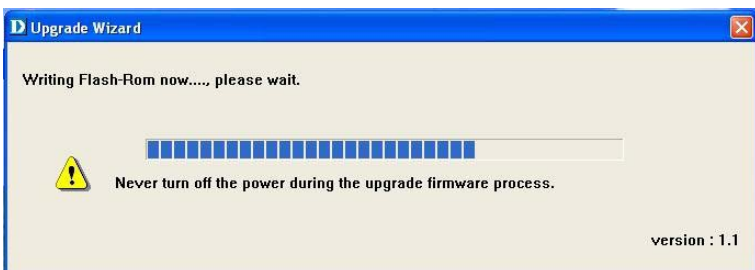 D Upgrade Wizard
Writing Flash-Rom now...., please wait.
Never turn off the power during the upgrade firmware process.
version : 1.1